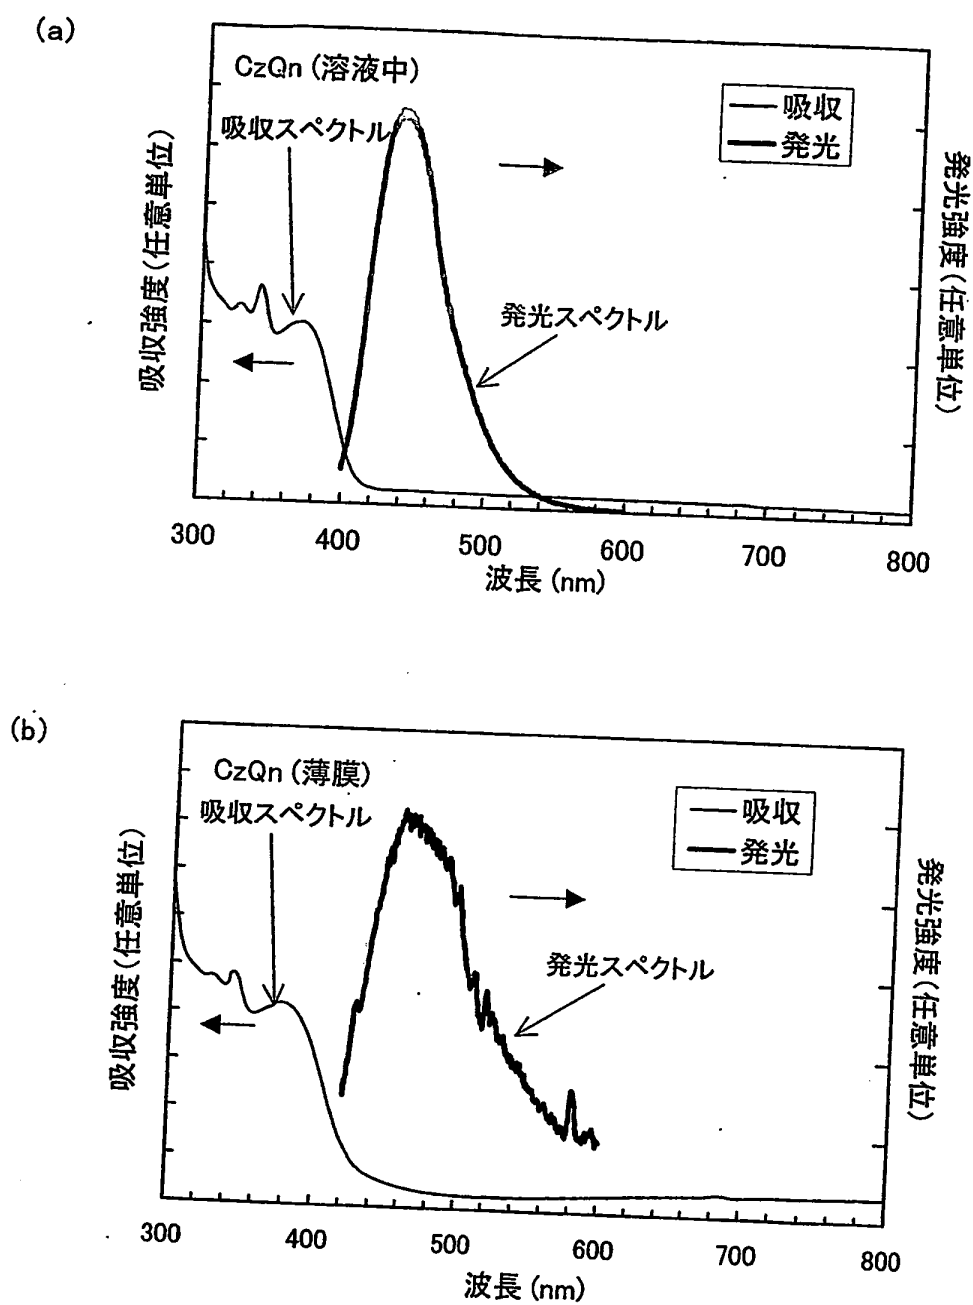 (a)
CzQn (溶液中)
吸収スペクトル
吸収
発光
吸収強度(任意単位)
発光強度(任意単位)
発光スペクトル
300 400 500 600 700 800
波長 (nm)
(b)
CzQn (薄膜)
吸収スペクトル
吸収
発光
吸収強度(任意単位)
発光強度(任意単位)
発光スペクトル
300 400 500 600 700 800
波長 (nm)